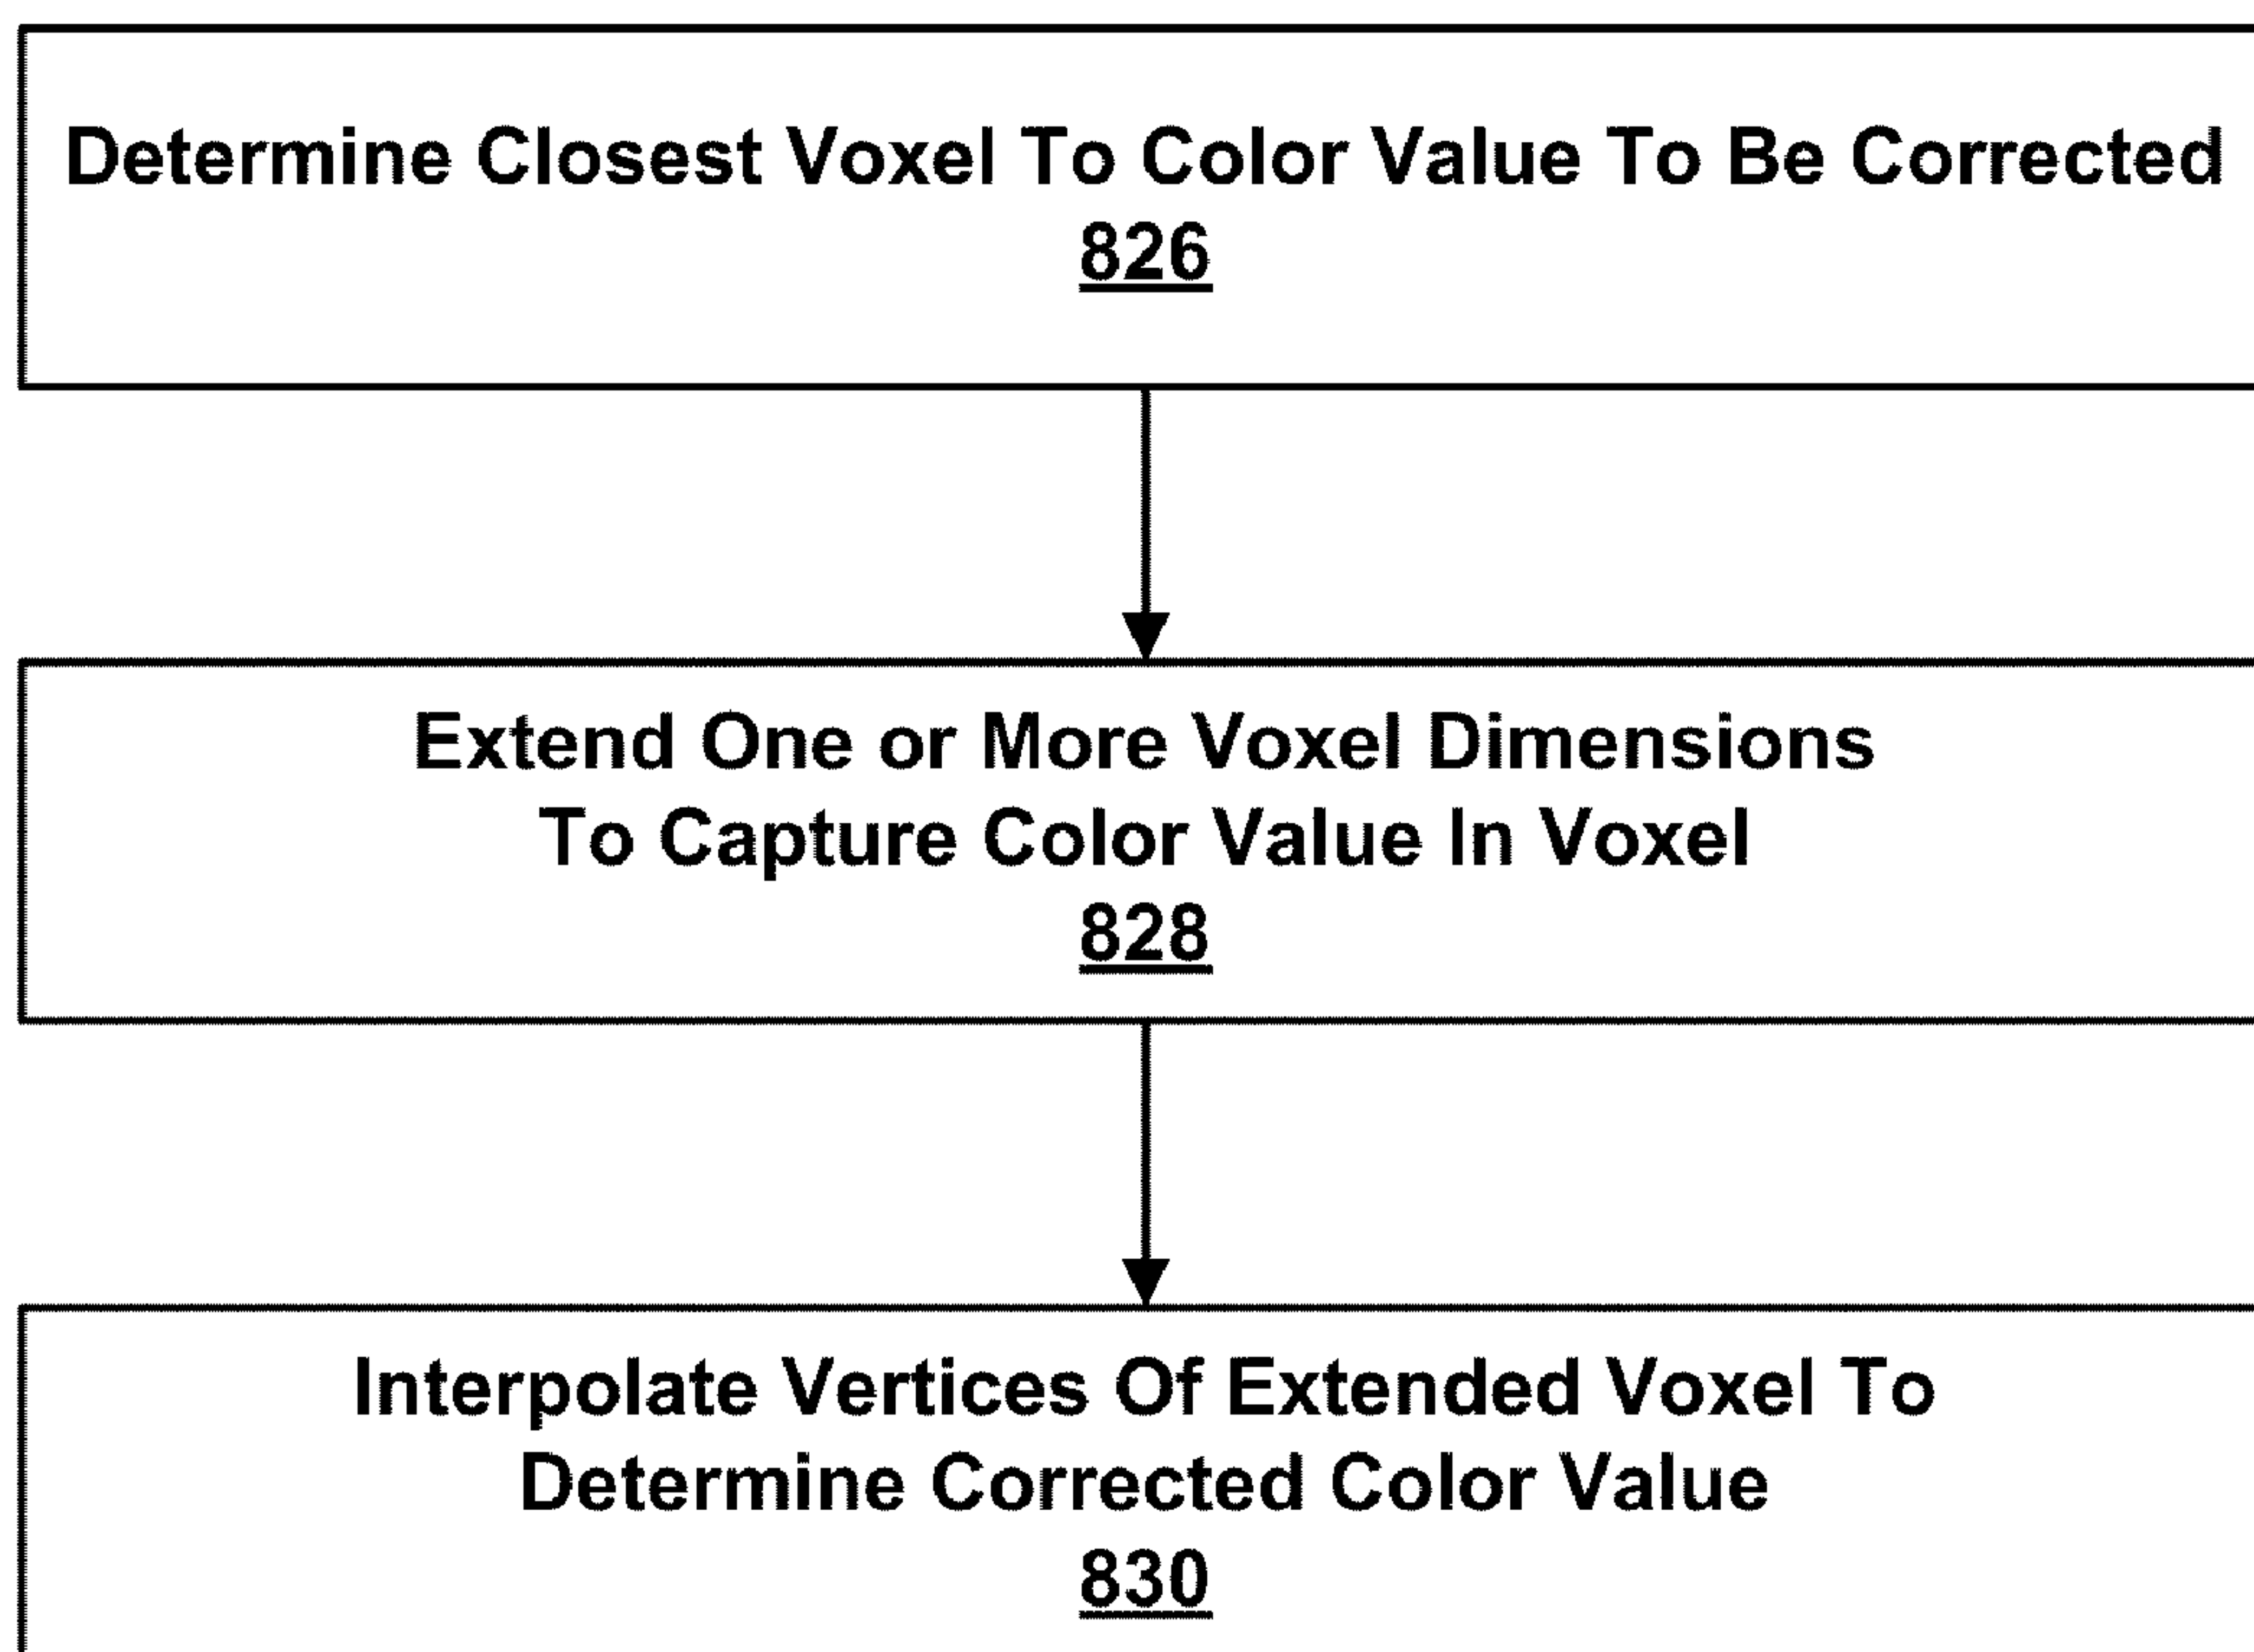 Determine Closest Voxel To Color Value To Be Corrected
826
Extend One or More Voxel Dimensions
To Capture Color Value In Voxel
828
Interpolate Vertices Of Extended Voxel To
Determine Corrected Color Value
830